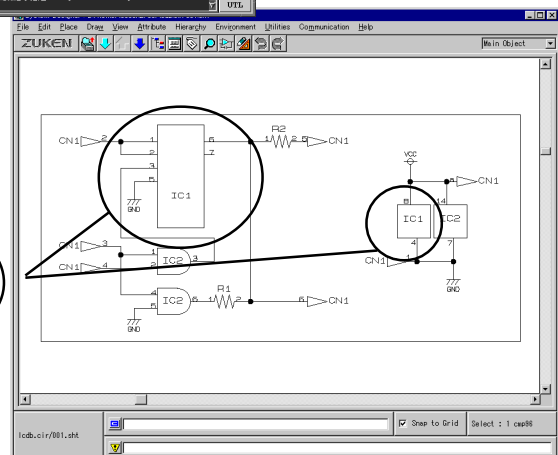 UTL
File Edit Place Draw View Attribute Hierarchy Environment Utilities Communication Help
ZUKEN
Main Object
CN1 2
1
2
3
5
6
7
IC1
GND
R2
1 2 5 CN1
VCC
8 CN1
8 14
IC1 IC2
4 7
CN1 1
GND
CN1 3
CN1 4
1
2 IC2 3
4
5 IC2 6
R1
1 2
6 CN1
GND
Snap to Grid
Select : 1 cmp86
lcdb.cir/001.sht